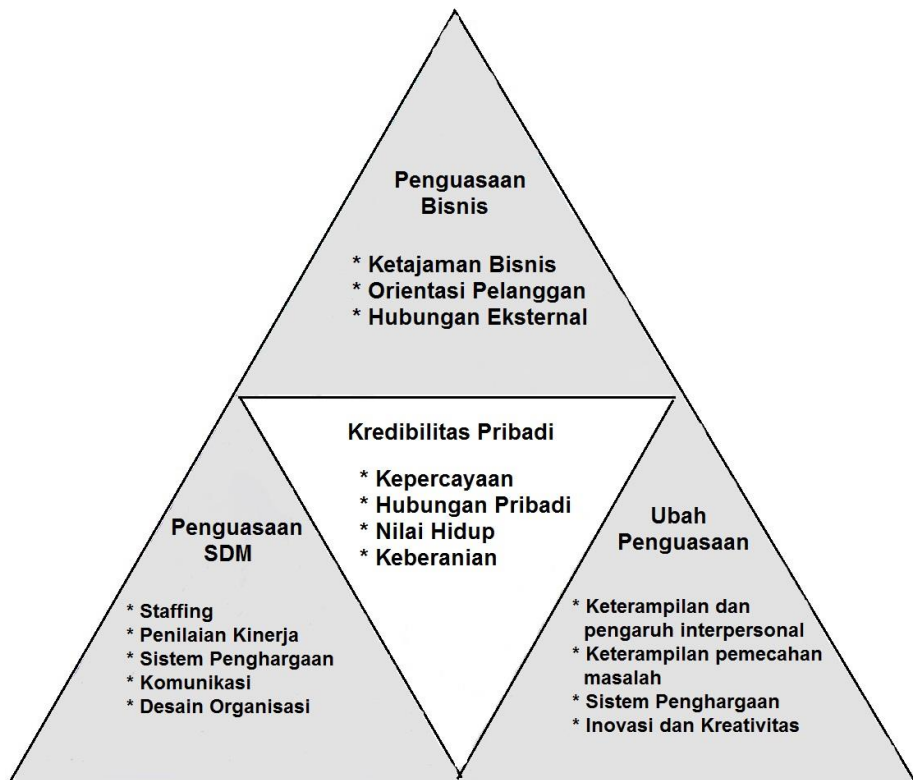 Penguasaan
Bisnis
* Ketajaman Bisnis
* Orientasi Pelanggan
* Hubungan Eksternal
Kredibilitas Pribadi
* Kepercayaan
* Hubungan Pribadi
* Nilai Hidup
* Keberanian
Penguasaan
SDM
* Staffing
* Penilaian Kinerja
* Sistem Penghargaan
* Komunikasi
* Desain Organisasi
Ubah
Penguasaan
* Keterampilan dan
pengaruh interpersonal
* Keterampilan pemecahan
masalah
* Sistem Penghargaan
* Inovasi dan Kreativitas